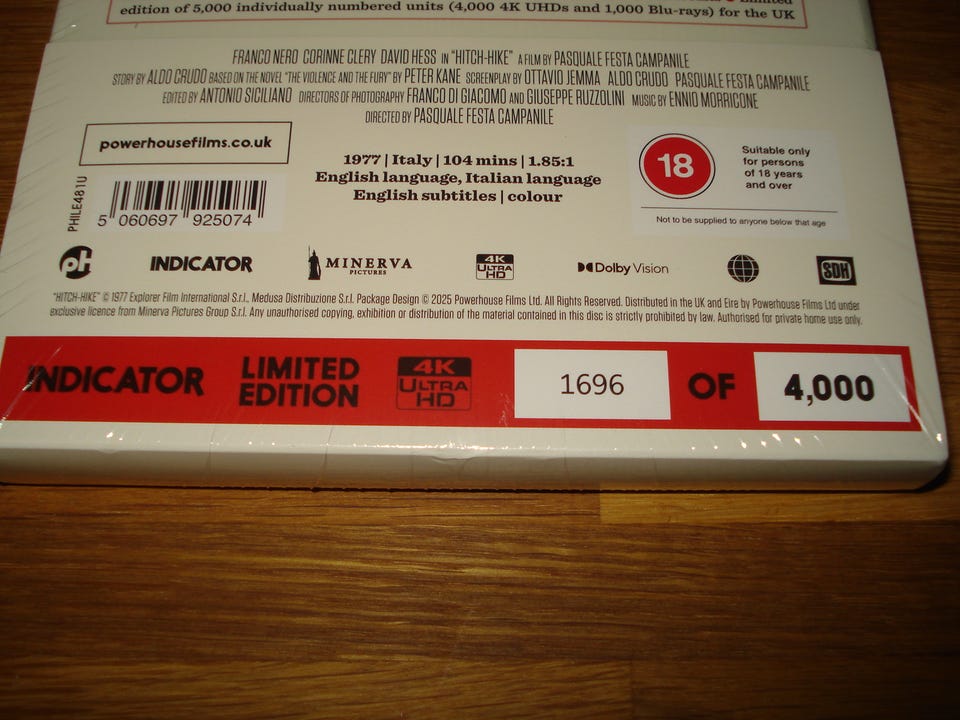 Limited
edition of 5,000 individually numbered units (4,000 4K UHDs and 1,000 Blu-rays) for the UK
FRANCO NERO CORINNE CLERY DAVID HESS IN "HITCH-HIKE" A FILM BY PASQUALE FESTA CAMPANILE
STORY BY ALDO CRUDO BASED ON THE NOVEL "THE VIOLENCE AND THE FURY" BY PETER KANE SCREENPLAY BY OTTAVIO JEMMA ALDO CRUDO PASQUALE FESTA CAMPANILE
EDITED BY ANTONIO SICILIANO DIRECTORS OF PHOTOGRAPHY FRANCO DI GIACOMO AND GIUSEPPE RUZZOLINI MUSIC BY ENNIO MORRICONE
DIRECTED BY PASQUALE FESTA CAMPANILE
powerhousefilms.co.uk
PHILE481U
5 060697 925074
1977 | Italy | 104 mins | 1.85:1
English language, Italian language
English subtitles | colour
18
Suitable only
for persons
of 18 years
and over
Not to be supplied to anyone below that age
ph
INDICATOR
MINERVA
PICTURES
4K
ULTRA HD
Dolby Vision
SDH
"HITCH-HIKE" © 1977 Explorer Film International S.r.l., Medusa Distribuzione S.r.l. Package Design © 2025 Powerhouse Films Ltd. All Rights Reserved. Distributed in the UK and Eire by Powerhouse Films Ltd under
exclusive licence from Minerva Pictures Group S.r.l. Any unauthorised copying, exhibition or distribution of the material contained in this disc is strictly prohibited by law. Authorised for private home use only.
INDICATOR
LIMITED
EDITION
4K
ULTRA
HD
1696
OF
4,000